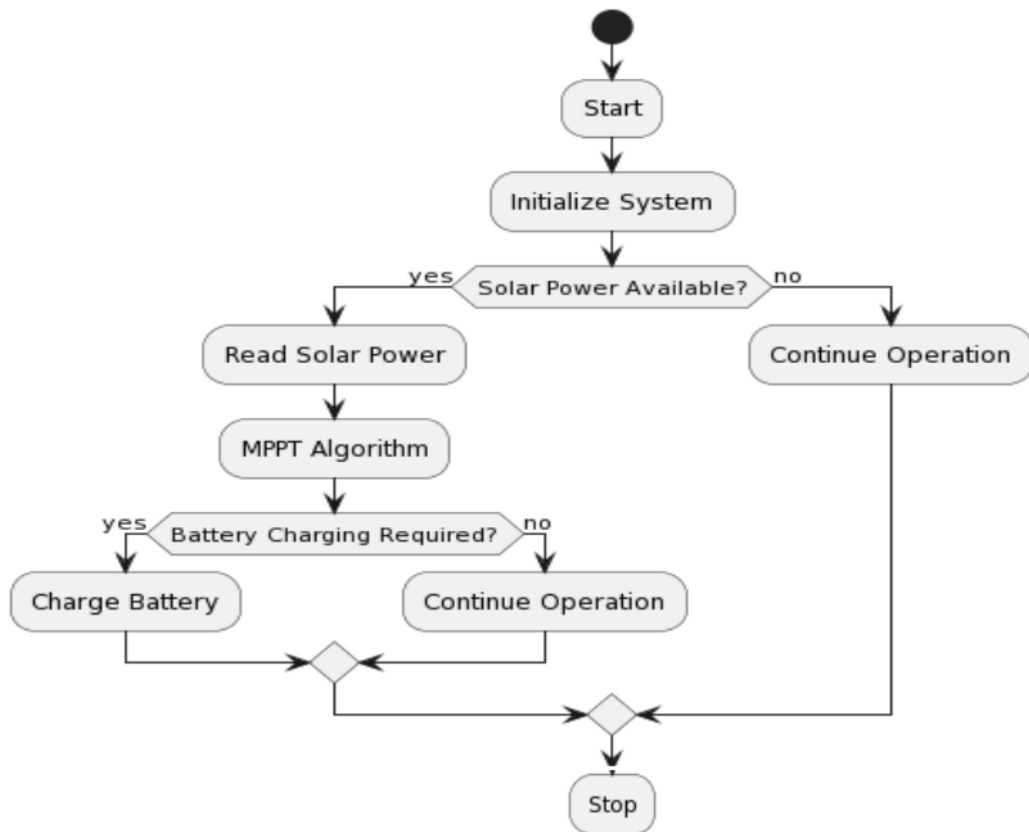 Start
Initialize System
yes
Solar Power Available?
no
Read Solar Power
Continue Operation
MPPT Algorithm
yes
Battery Charging Required?
no
Charge Battery
Continue Operation
Stop